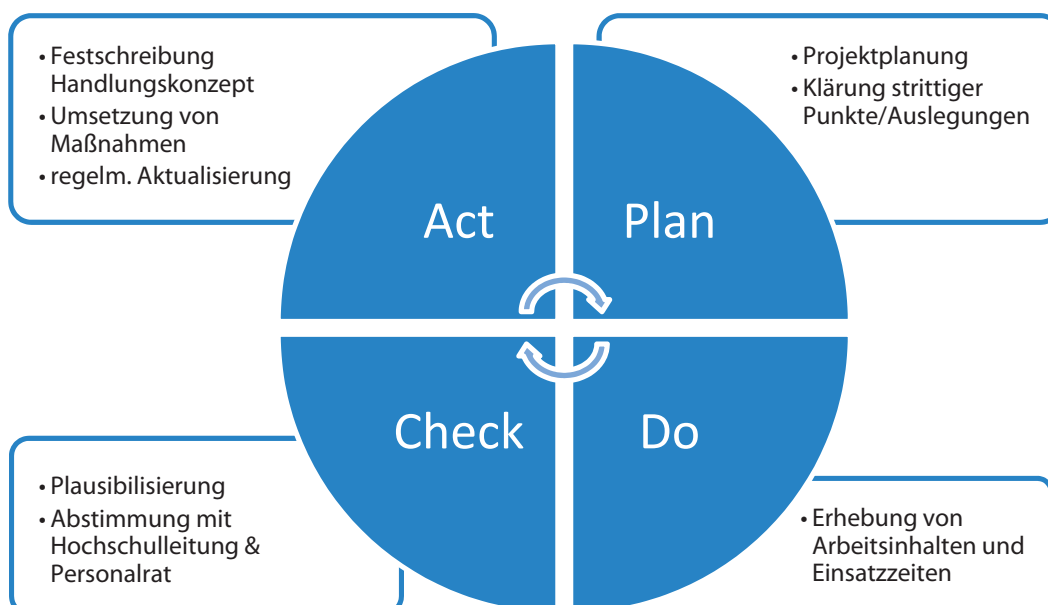 • Festschreibung
Handlungskonzept
• Umsetzung von
Maßnahmen
• regelm. Aktualisierung
• Projektplanung
• Klärung strittiger
Punkte/Auslegungen
Act
Plan
Check
Do
• Plausibilisierung
• Abstimmung mit
Hochschulleitung &
Personalrat
• Erhebung von
Arbeitsinhalten und
Einsatzzeiten